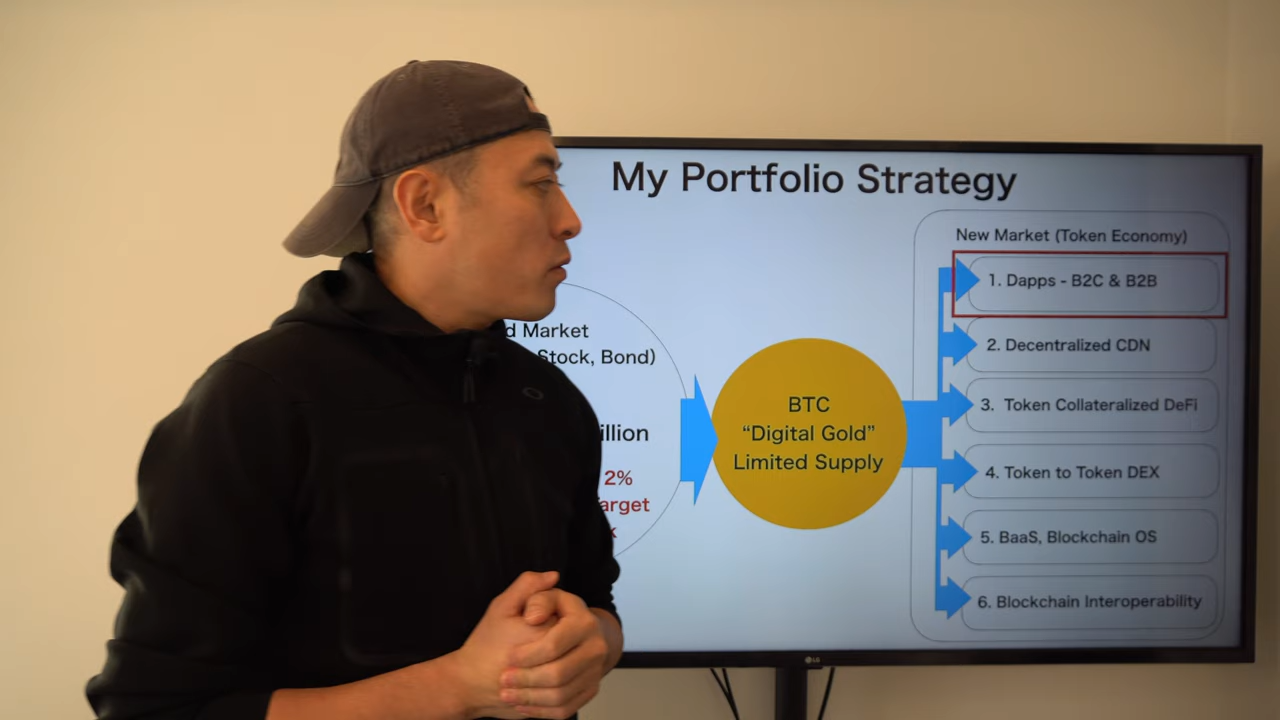 My Portfolio Strategy
New Market (Token Economy)
1. Dapps - B2C & B2B
2. Decentralized CDN
3. Token Collateralized DeFi
4. Token to Token DEX
5. BaaS, Blockchain OS
6. Blockchain Interoperability
Market
Stock, Bond)
2%
BTC
“Digital Gold”
Limited Supply
LG